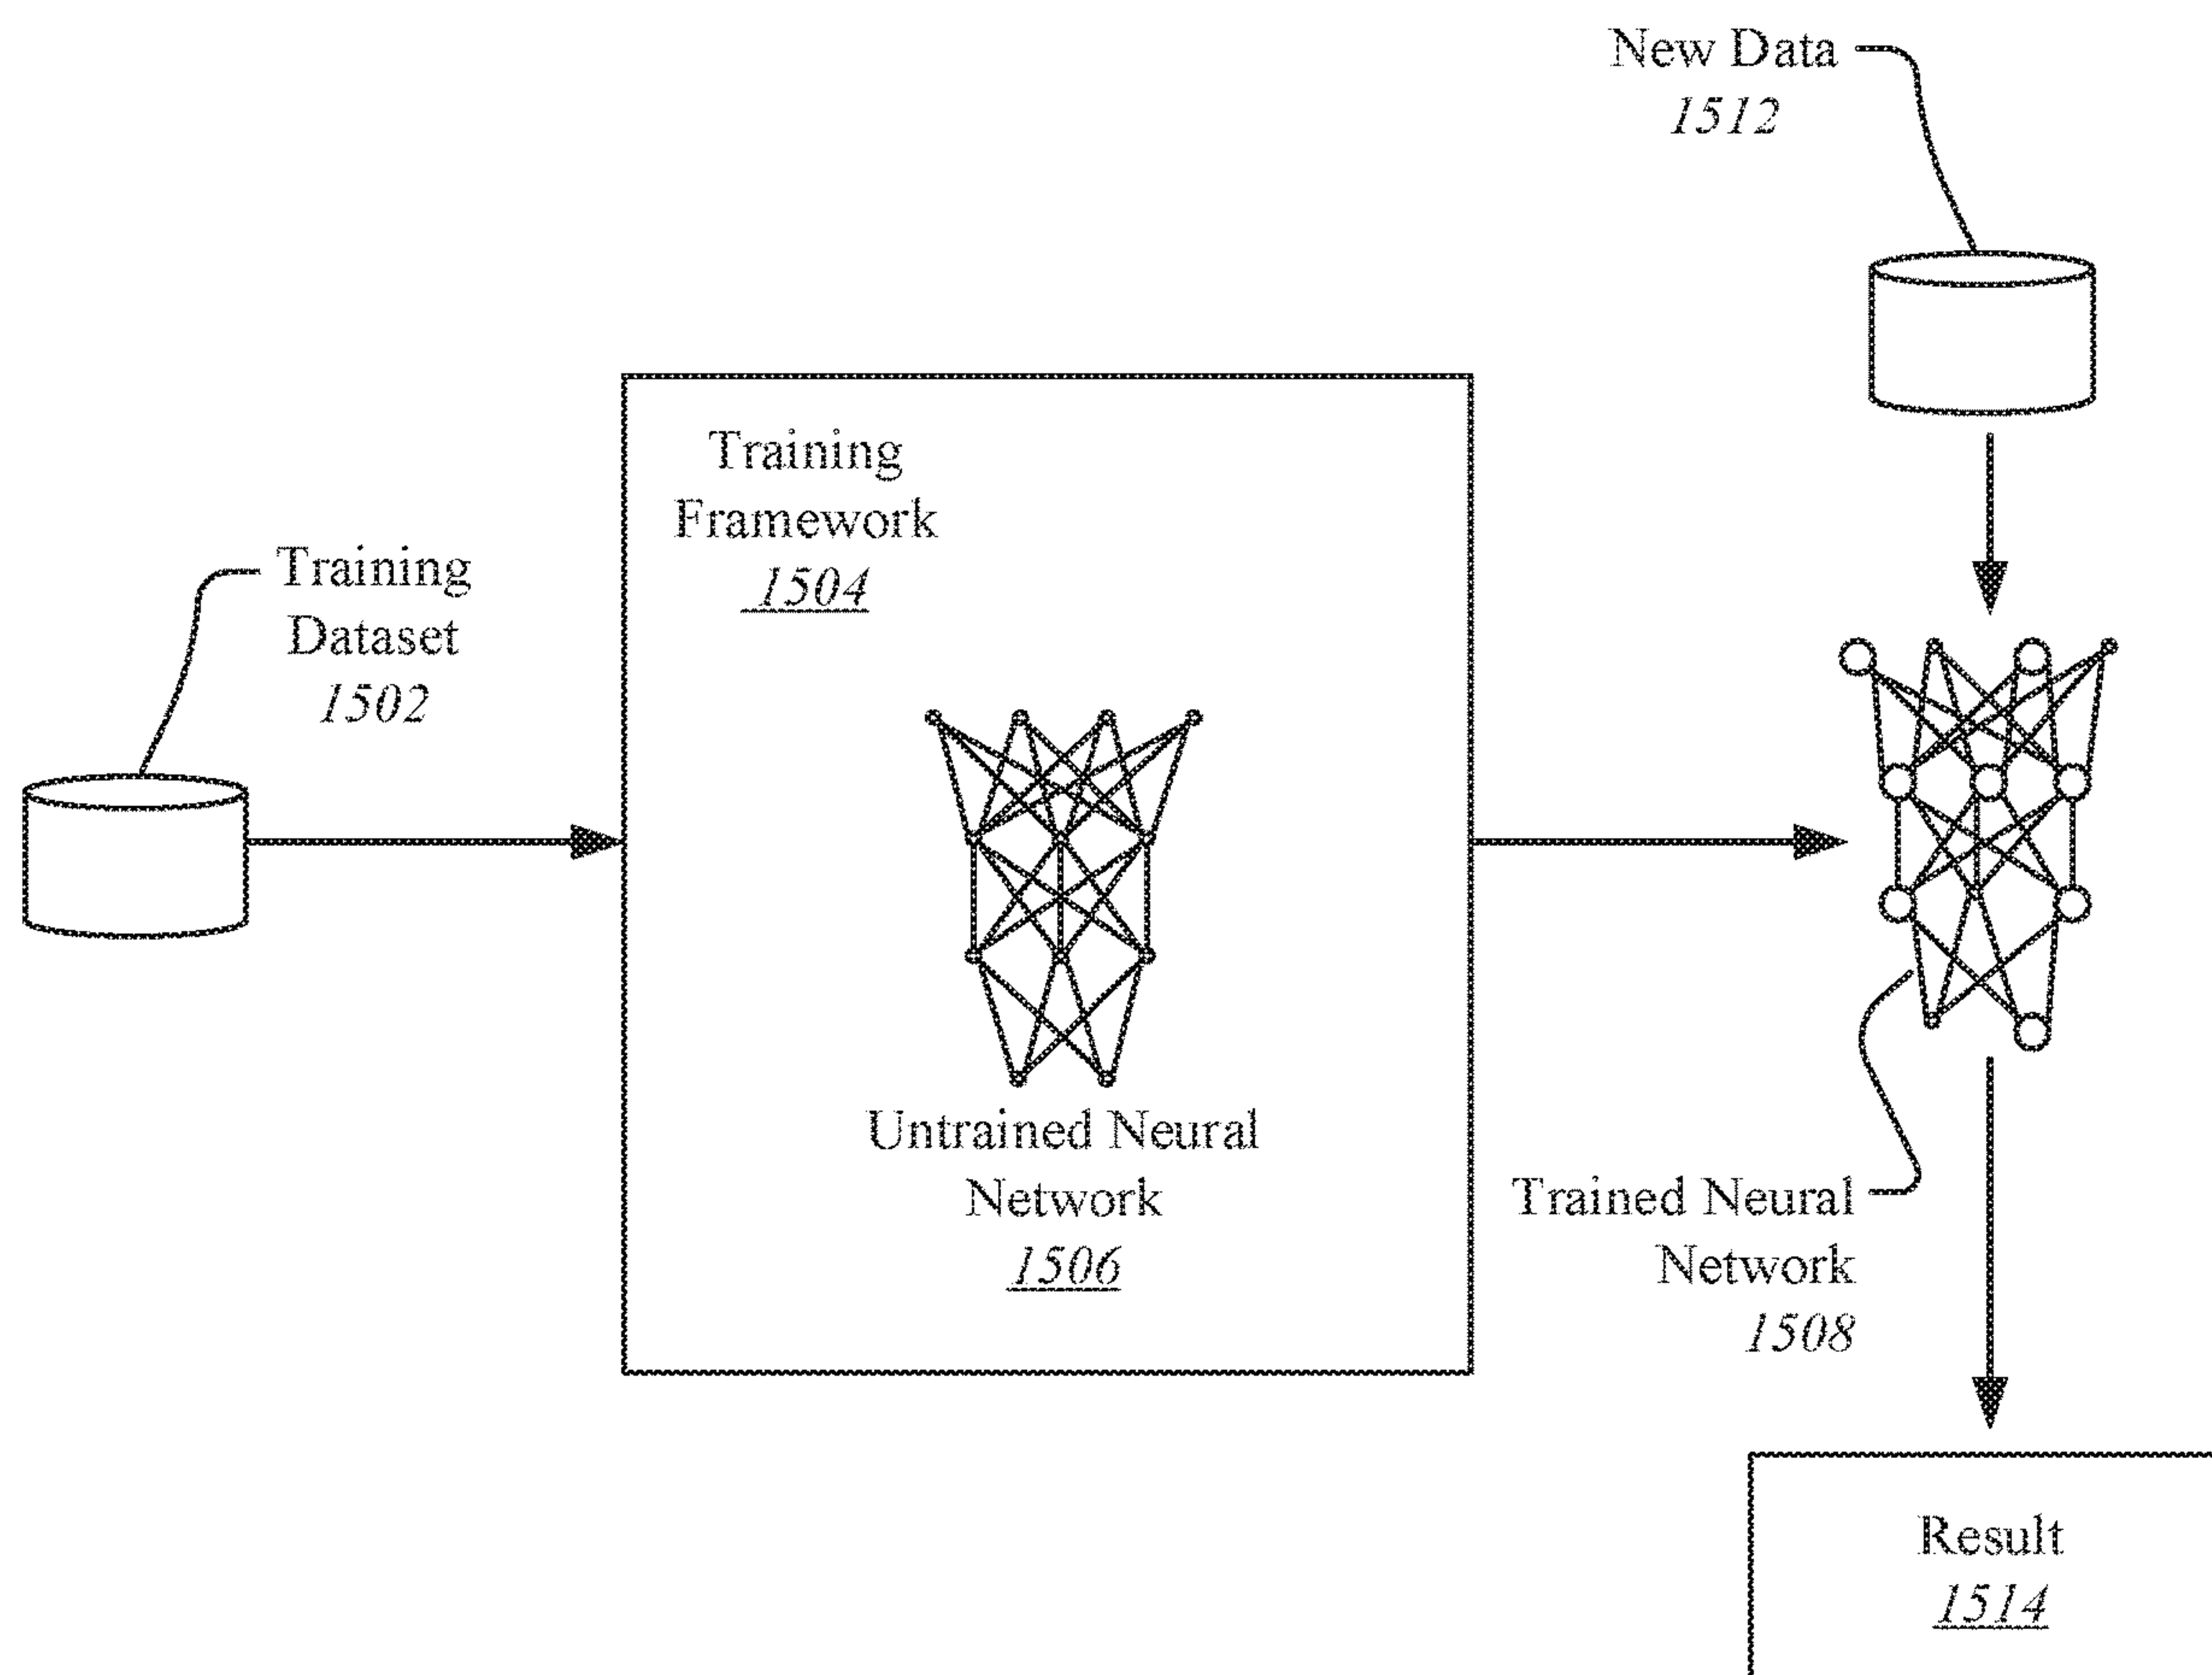 New Data
1512
Training
Framework
1504
Training
Dataset
1502
Untrained Neural
Network
1506
Trained Neural
Network
1508
Result
1514